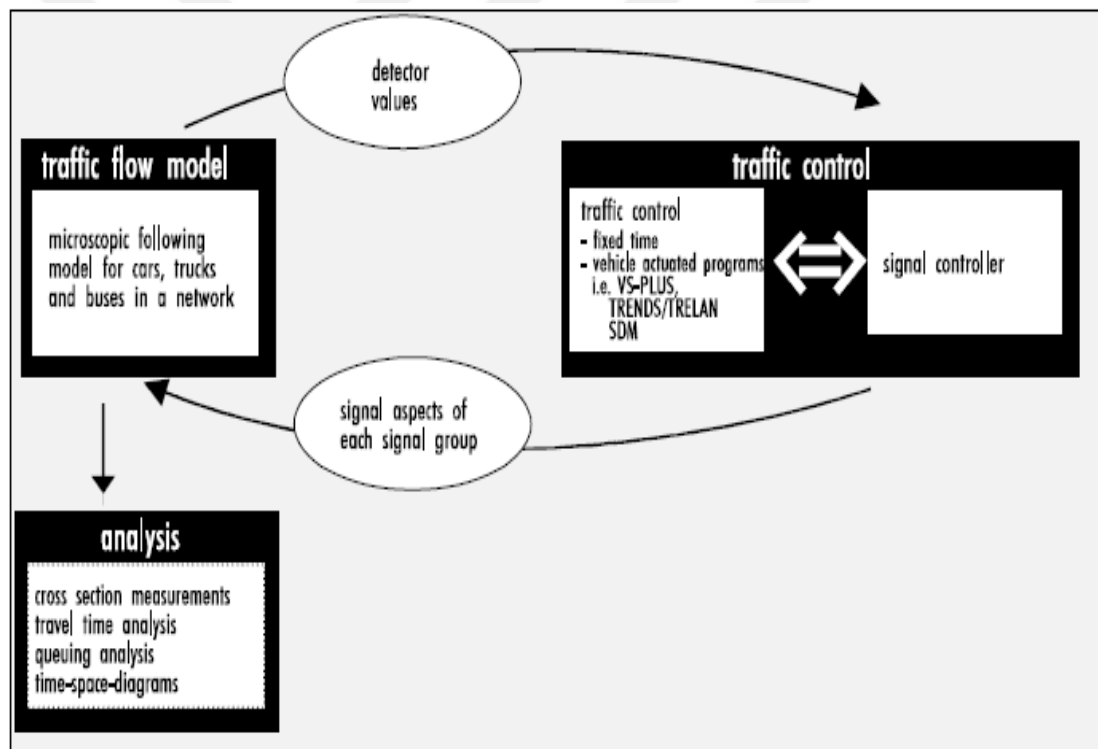 detector
values
traffic flow model
microscopic following
model for cars, trucks
and buses in a network
traffic control
traffic control
- fixed time
- vehicle actuated programs
i.e. VS-PLUS,
TRENDS/TRELAN
SDM
signal controller
signal aspects of
each signal group
analysis
cross section measurements
travel time analysis
queuing analysis
time-space-diagrams